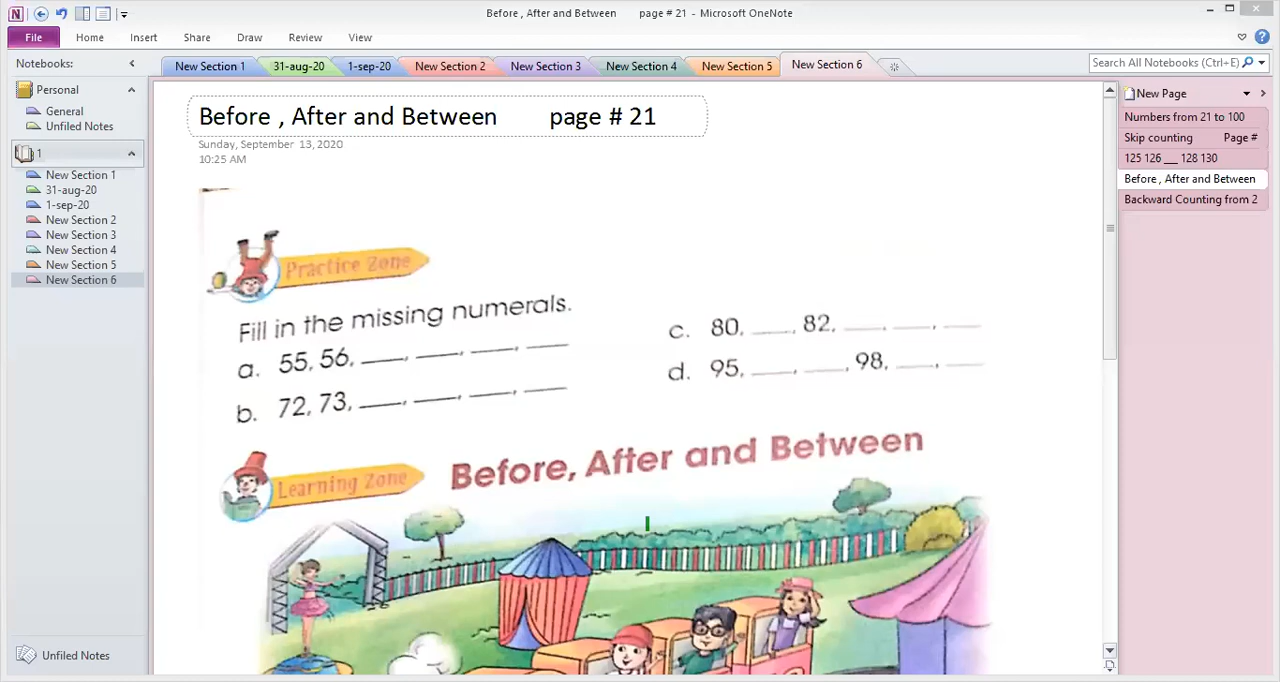 Before , After and Between page # 21 - Microsoft OneNote
File Home Insert Share Draw Review View
Notebooks:
New Section 1 31-aug-20 1-sep-20 New Section 2 New Section 3 New Section 4 New Section 5 New Section 6
Search All Notebooks (Ctrl+E)
Personal
General
Unfiled Notes
1
New Section 1
31-aug-20
1-sep-20
New Section 2
New Section 3
New Section 4
New Section 5
New Section 6
Unfiled Notes
Before , After and Between page # 21
Sunday, September 13, 2020
10:25 AM
Practice Zone
Fill in the missing numerals.
a. 55, 56, ___, ___, ___, ___
b. 72, 73, ___, ___, ___, ___
c. 80, ___, 82, ___, ___, ___
d. 95, ___, ___, 98, ___, ___
Learning Zone
Before, After and Between
New Page
Numbers from 21 to 100
Skip counting Page #
125 126 __ 128 130
Before , After and Between
Backward Counting from 2